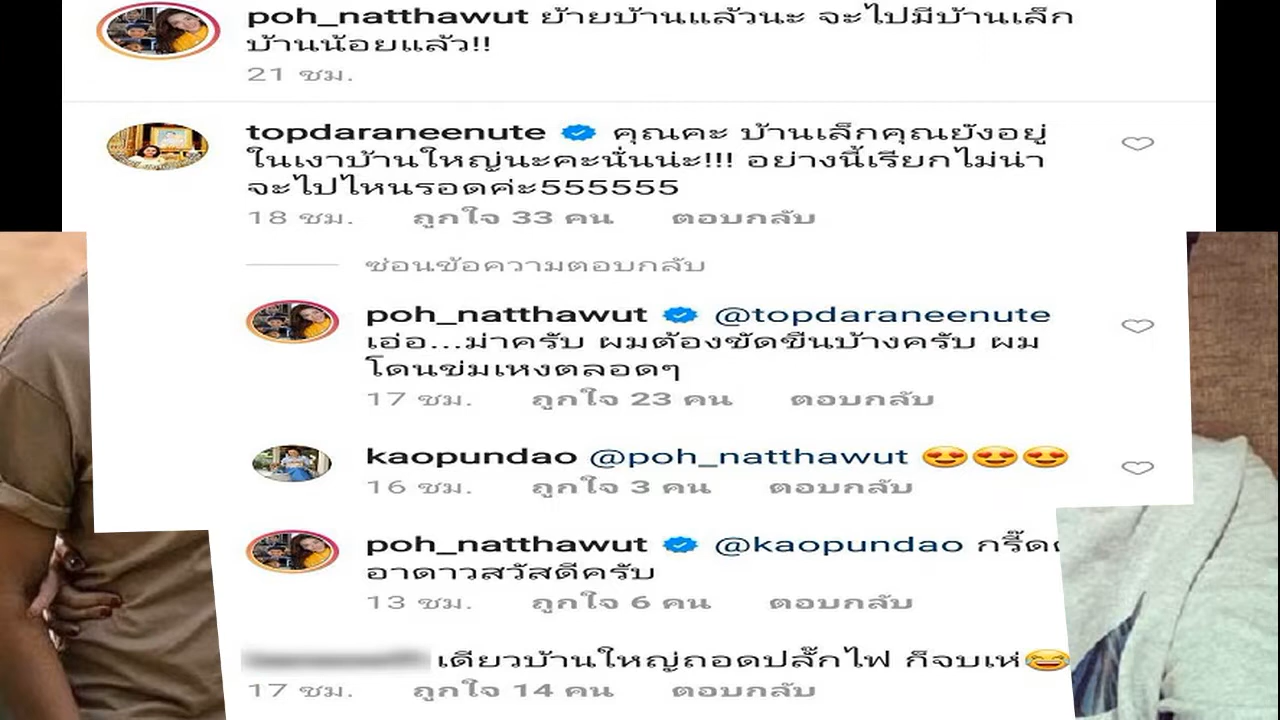 poh_natthawut ย้ายบ้านแล้วนะ จะไปมีบ้านเล็ก
บ้านน้อยแล้ว!!
21 ชม.
topdaraneenute คุณคะ บ้านเล็กคุณยังอยู่
ในเงาบ้านใหญ่นะคะนั่นน่ะ!!! อย่างนี้เรียกไม่น่า
จะไปไหนรอดค่ะ555555
18 ชม. ถูกใจ 33 คน ตอบกลับ
ซ่อนข้อความตอบกลับ
poh_natthawut @topdaraneenute
เอ่อ...ม่าครับ ผมต้องขัดขืนบ้างครับ ผม
โดนข่มเหงตลอดๆ
17 ชม. ถูกใจ 23 คน ตอบกลับ
kaopundao @poh_natthawut 😍😍😍
16 ชม. ถูกใจ 3 คน ตอบกลับ
poh_natthawut @kaopundao กรี๊ด
อาดาวสวัสดีครับ
13 ชม. ถูกใจ 6 คน ตอบกลับ
เดียวบ้านใหญ่ถอดปลั๊กไฟ ก็จบเห่😂
17 ชม. ถูกใจ 14 คน ตอบกลับ